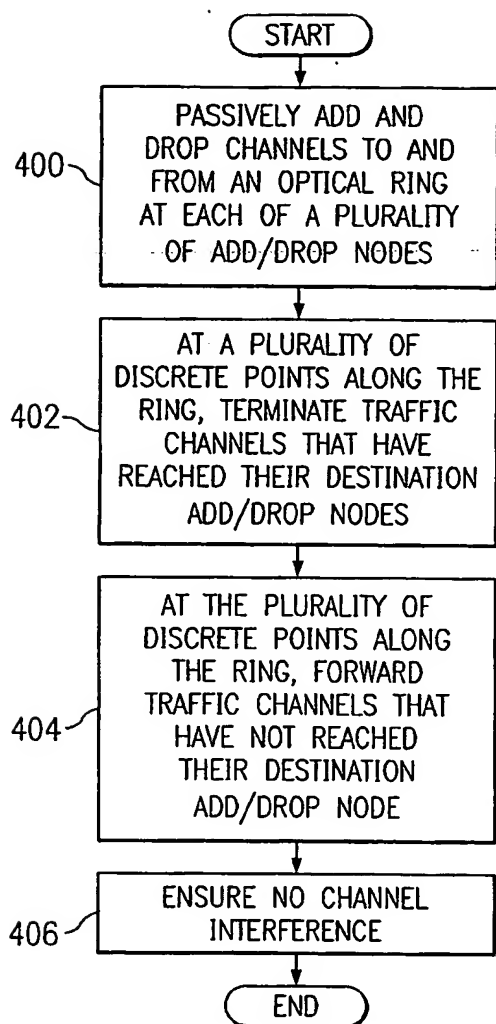 START
400
PASSIVELY ADD AND
DROP CHANNELS TO AND
FROM AN OPTICAL RING
AT EACH OF A PLURALITY
OF ADD/DROP NODES
402
AT A PLURALITY OF
DISCRETE POINTS ALONG THE
RING, TERMINATE TRAFFIC
CHANNELS THAT HAVE
REACHED THEIR DESTINATION
ADD/DROP NODES
404
AT THE PLURALITY OF
DISCRETE POINTS ALONG
THE RING, FORWARD
TRAFFIC CHANNELS THAT
HAVE NOT REACHED
THEIR DESTINATION
ADD/DROP NODE
406
ENSURE NO CHANNEL
INTERFERENCE
END